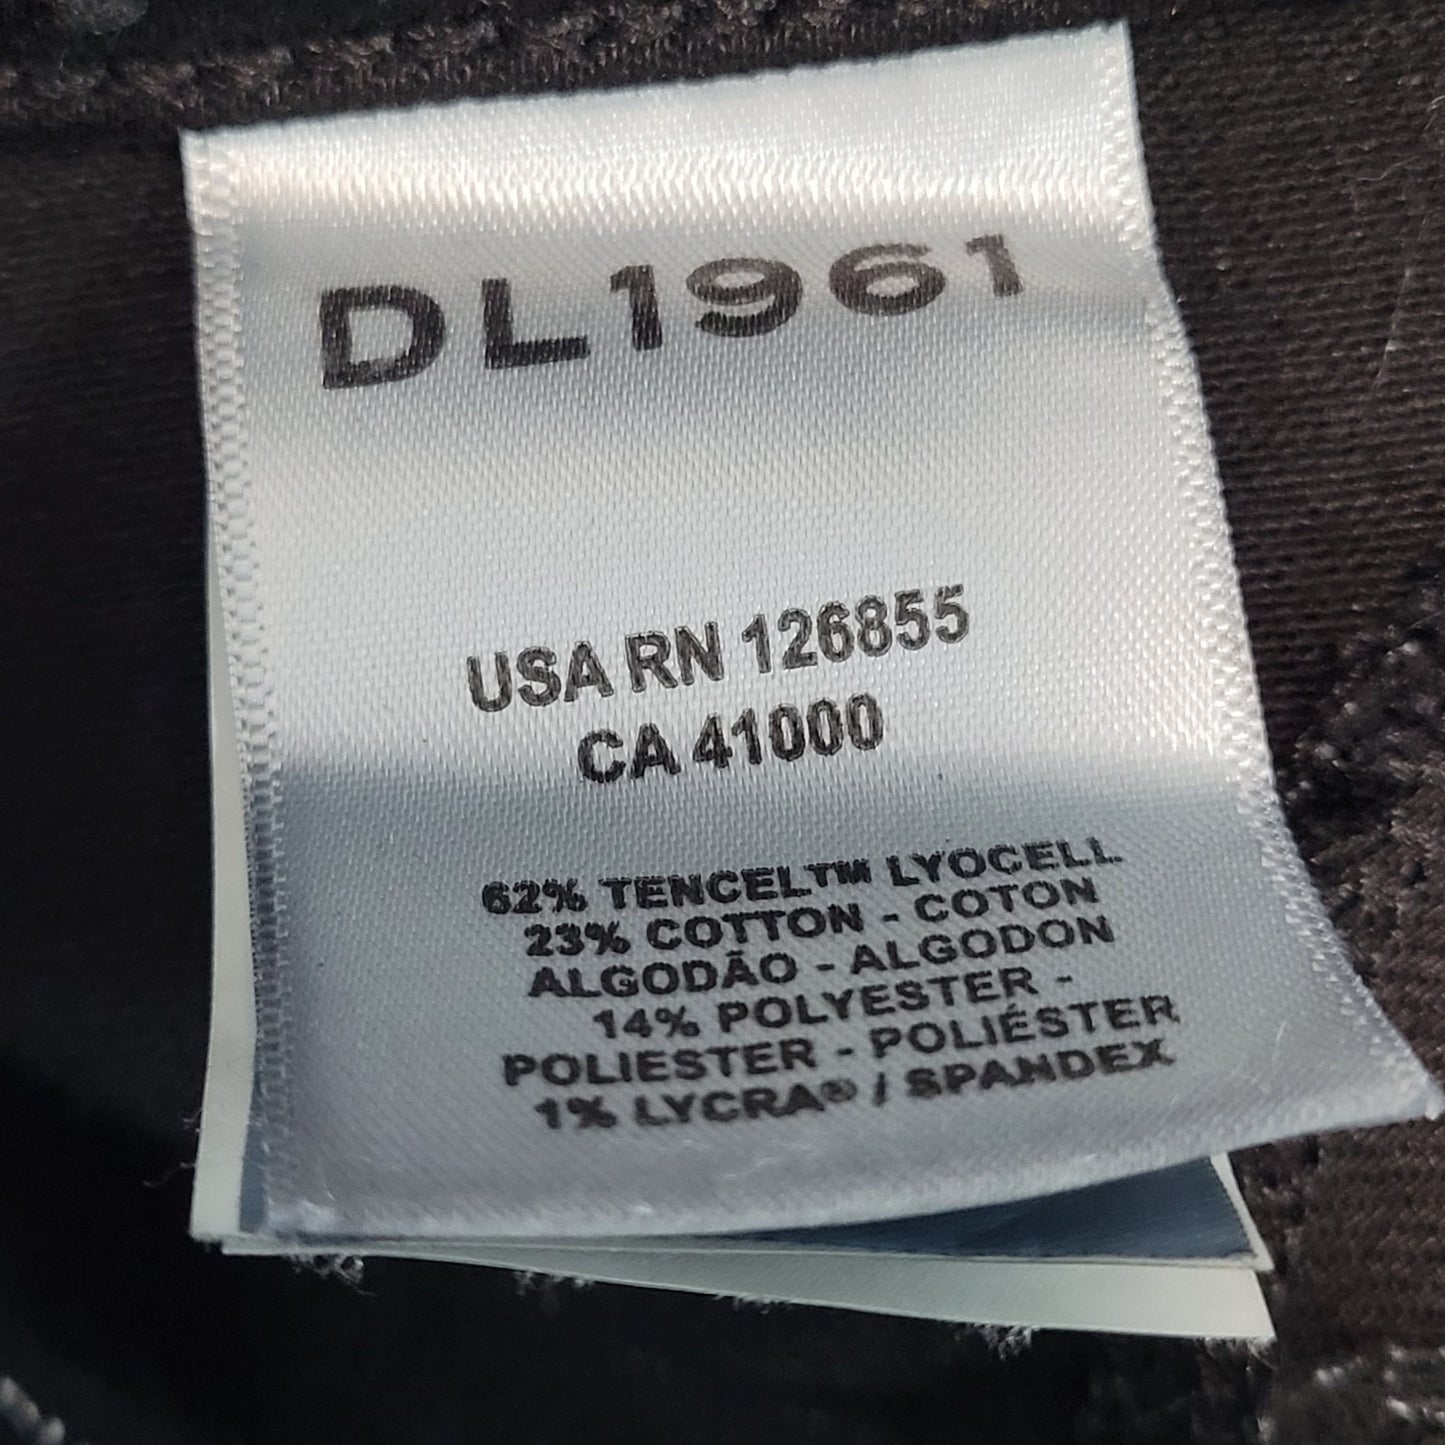 DL1961
USA RN 126855
CA 41000
62% TENCEL™ LYOCELL
23% COTTON - COTON
ALGODÃO - ALGODON
14% POLYESTER -
POLIESTER - POLIÉSTER
1% LYCRA® / SPANDEX